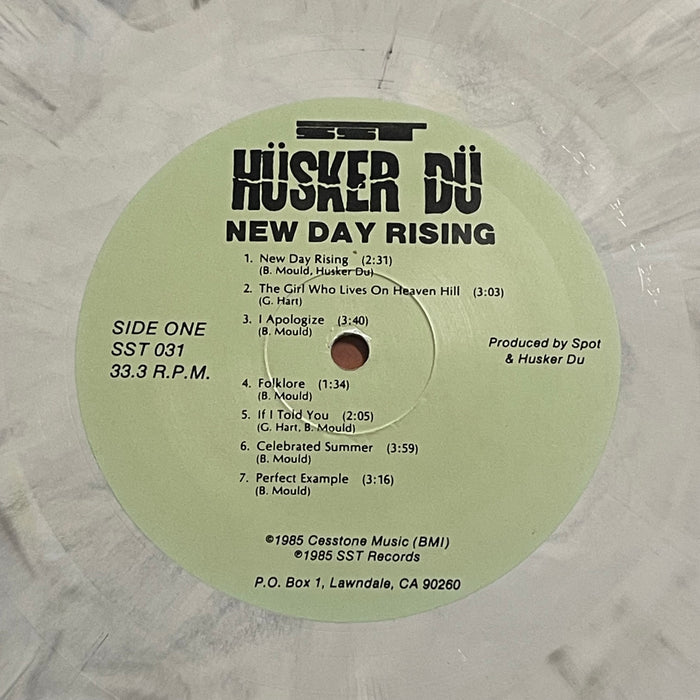 SST
HÜSKER DÜ
NEW DAY RISING
1. New Day Rising (2:31)
(B. Mould, Husker Du)
2. The Girl Who Lives On Heaven Hill (3:03)
(G. Hart)
3. I Apologize (3:40)
(B. Mould)
SIDE ONE
SST 031
33.3 R.P.M.
Produced by Spot
& Husker Du
4. Folklore (1:34)
(B. Mould)
5. If I Told You (2:05)
(G. Hart, B. Mould)
6. Celebrated Summer (3:59)
(B. Mould)
7. Perfect Example (3:16)
(B. Mould)
©1985 Cesstone Music (BMI)
℗1985 SST Records
P.O. Box 1, Lawndale, CA 90260